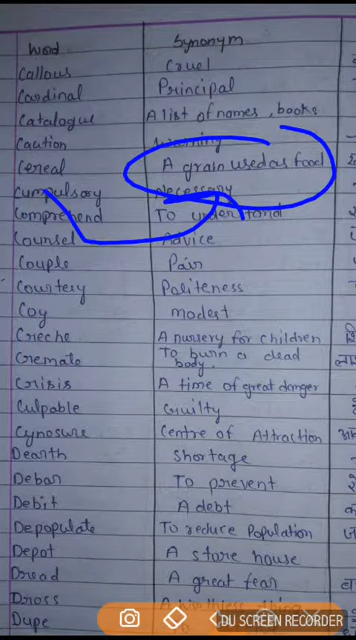 Word Synonym
Callous Cruel
Cardinal Principal
Catalogue A list of names, books
Caution
Cereal A grain used as food
Cumpulsory Necessary
Comprehend To understand
Counsel Advice
Couple Pair
Courtesy Politeness
Coy modest
Creche A nursery for children
Cremate To burn a dead
body.
Crisis A time of great danger
Culpable Guilty
Cynosure Centre of Attraction
Dearth Shortage
Debar To prevent
Debit A debt
Depopulate To reduce Population
Depot A store house
Dread A great fear
Dross
Dupe
DU SCREEN RECORDER